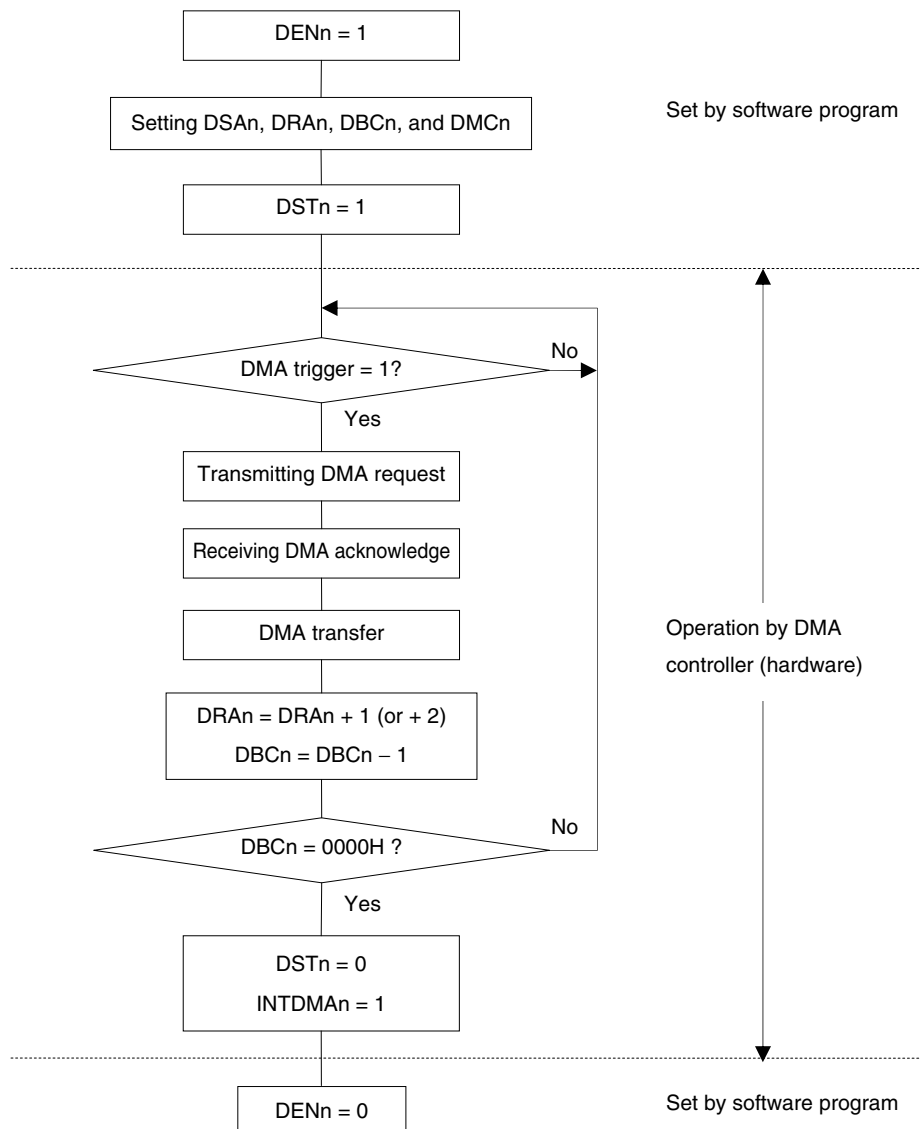 DENn = 1
Setting DSAn, DRAn, DBCn, and DMCn
Set by software program
DSTn = 1
DMA trigger = 1?
No
Yes
Transmitting DMA request
Receiving DMA acknowledge
DMA transfer
Operation by DMA
controller (hardware)
DRAn = DRAn + 1 (or + 2)
DBCn = DBCn − 1
DBCn = 0000H ?
No
Yes
DSTn = 0
INTDMAn = 1
DENn = 0
Set by software program